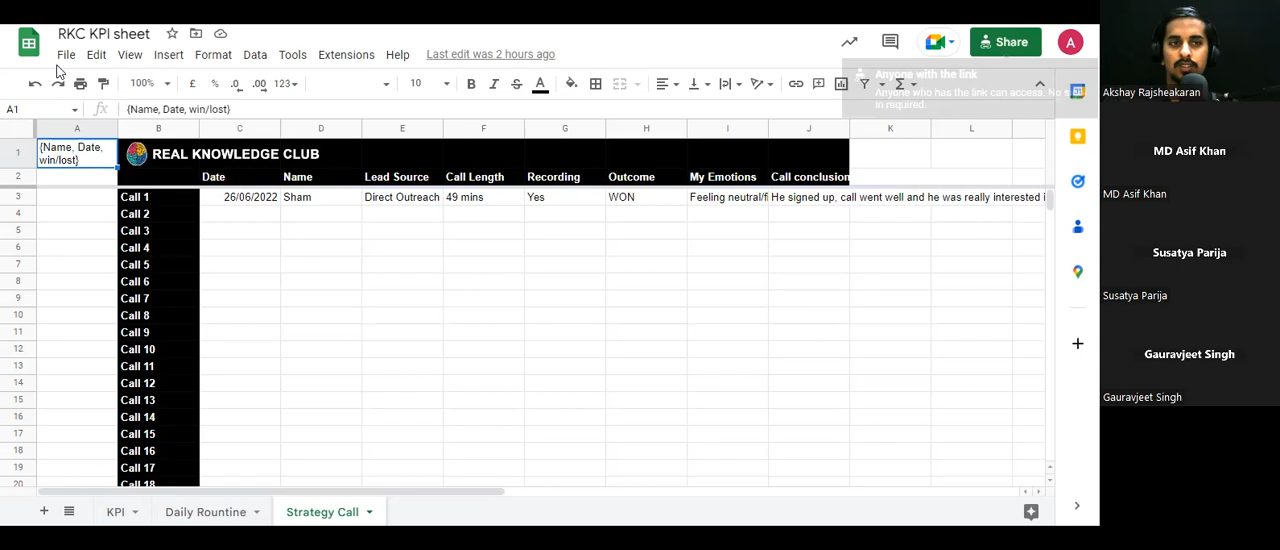 RKC KPI sheet
File Edit View Insert Format Data Tools Extensions Help Last edit was 2 hours ago
Share
A
Akshay Rajsheakaran
100% £ % .0 .00 123 10 B I S A
Anyone with the link
Anyone who has the link can access. No
in required.
A1 fx {Name, Date, win/lost}
A B C D E F G H I J K L
1 {Name, Date,
win/lost}
REAL KNOWLEDGE CLUB
2 Date Name Lead Source Call Length Recording Outcome My Emotions Call conclusion
3 Call 1 26/06/2022 Sham Direct Outreach 49 mins Yes WON Feeling neutral/f He signed up, call went well and he was really interested i
4 Call 2
5 Call 3
6 Call 4
7 Call 5
8 Call 6
9 Call 7
10 Call 8
11 Call 9
12 Call 10
13 Call 11
14 Call 12
15 Call 13
16 Call 14
17 Call 15
18 Call 16
19 Call 17
20 Call 18
KPI Daily Rountine Strategy Call
MD Asif Khan
MD Asif Khan
Susatya Parija
Susatya Parija
Gauravjeet Singh
Gauravjeet Singh